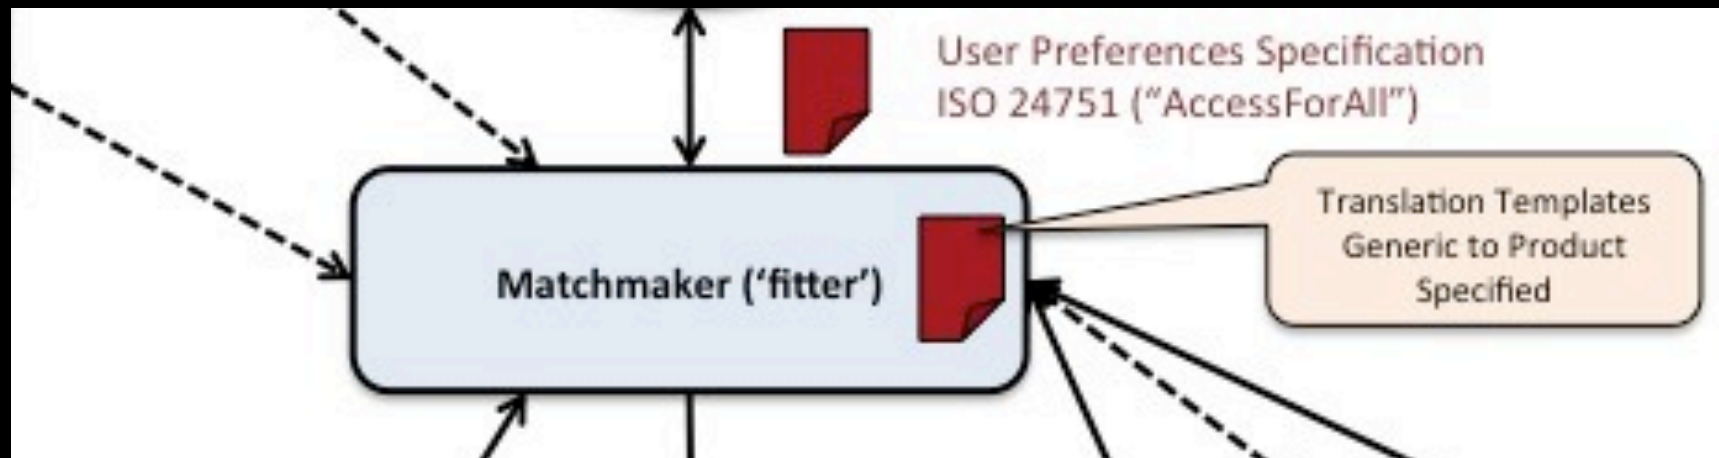 User Preferences Specification
ISO 24751 (“AccessForAll”)
Translation Templates
Generic to Product
Specified
Matchmaker (‘fitter’)